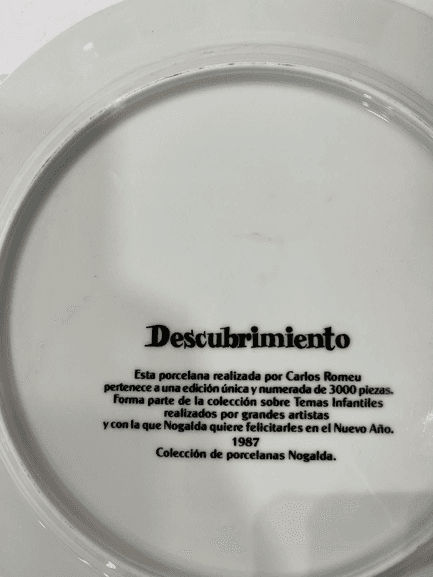 Descubrimiento
Esta porcelana realizada por Carlos Romeu
pertenece a una edición única y numerada de 3000 piezas.
Forma parte de la colección sobre Temas Infantiles
realizados por grandes artistas
y con la que Nogalda quiere felicitarles en el Nuevo Año.
1987
Colección de porcelanas Nogalda.